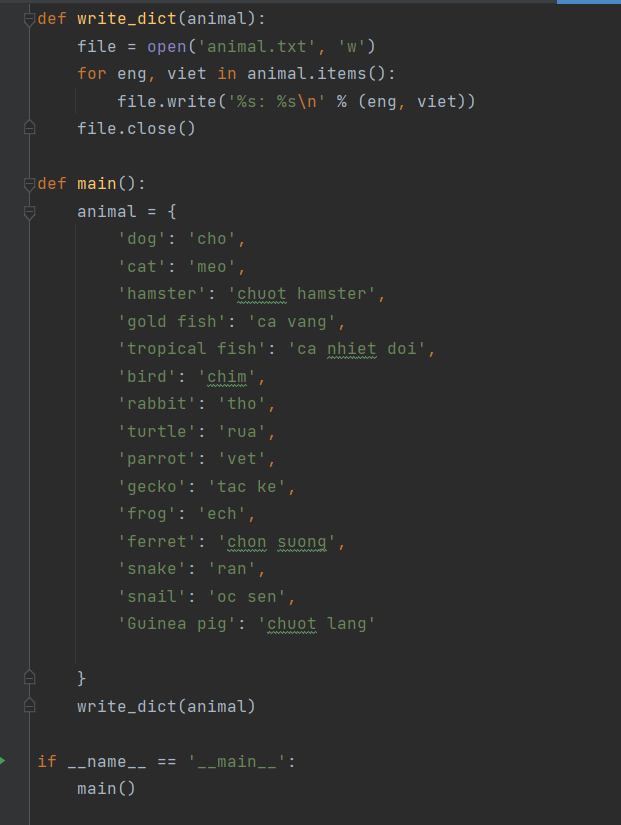 def write_dict(animal):
    file = open('animal.txt', 'w')
    for eng, viet in animal.items():
        file.write('%s: %s\n' % (eng, viet))
    file.close()

def main():
    animal = {
        'dog': 'cho',
        'cat': 'meo',
        'hamster': 'chuot hamster',
        'gold fish': 'ca vang',
        'tropical fish': 'ca nhiet doi',
        'bird': 'chim',
        'rabbit': 'tho',
        'turtle': 'rua',
        'parrot': 'vet',
        'gecko': 'tac ke',
        'frog': 'ech',
        'ferret': 'chon suong',
        'snake': 'ran',
        'snail': 'oc sen',
        'Guinea pig': 'chuot lang'

    }
    write_dict(animal)

if __name__ == '__main__':
    main()